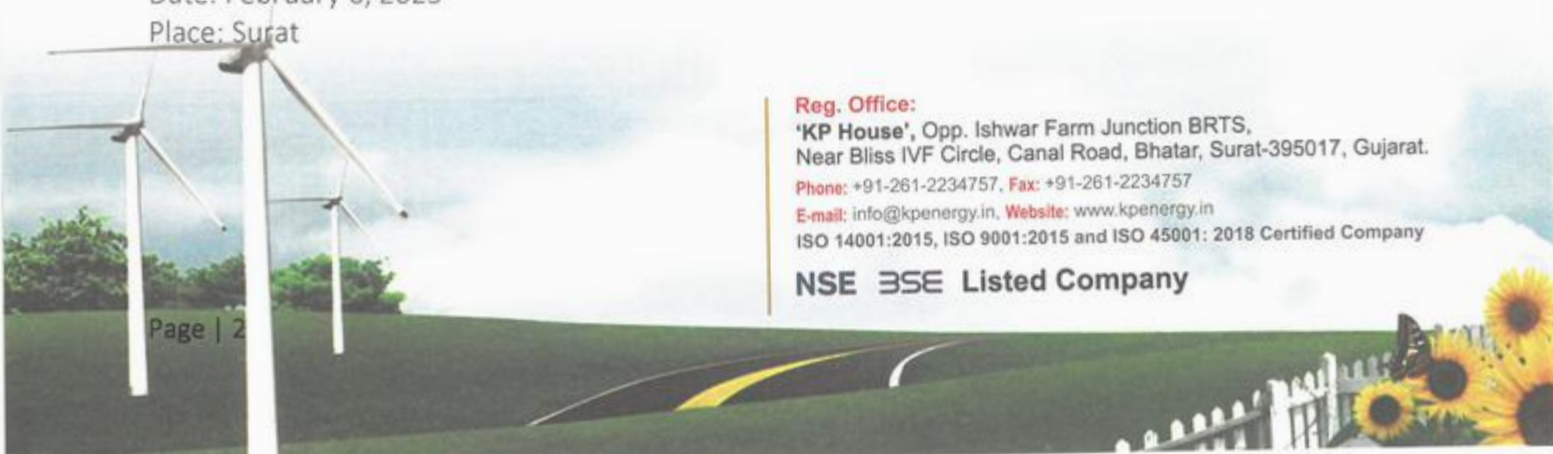 Place: Surat
Reg. Office:
'KP House', Opp. Ishwar Farm Junction BRTS,
Near Bliss IVF Circle, Canal Road, Bhatar, Surat-395017, Gujarat.
Phone: +91-261-2234757, Fax: +91-261-2234757
E-mail: info@kpenergy.in, Website: www.kpenergy.in
ISO 14001:2015, ISO 9001:2015 and ISO 45001: 2018 Certified Company
NSE BSE Listed Company
Page | 2